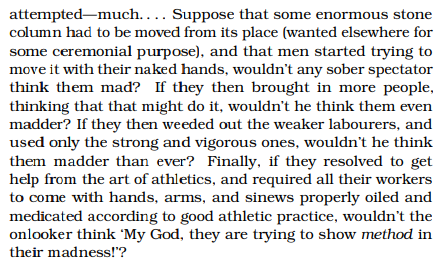 attempted—much. . . . Suppose that some enormous stone
column had to be moved from its place (wanted elsewhere for
some ceremonial purpose), and that men started trying to
move it with their naked hands, wouldn't any sober spectator
think them mad? If they then brought in more people,
thinking that that might do it, wouldn't he think them even
madder? If they then weeded out the weaker labourers, and
used only the strong and vigorous ones, wouldn't he think
them madder than ever? Finally, if they resolved to get
help from the art of athletics, and required all their workers
to come with hands, arms, and sinews properly oiled and
medicated according to good athletic practice, wouldn't the
onlooker think 'My God, they are trying to show method in
their madness!'?